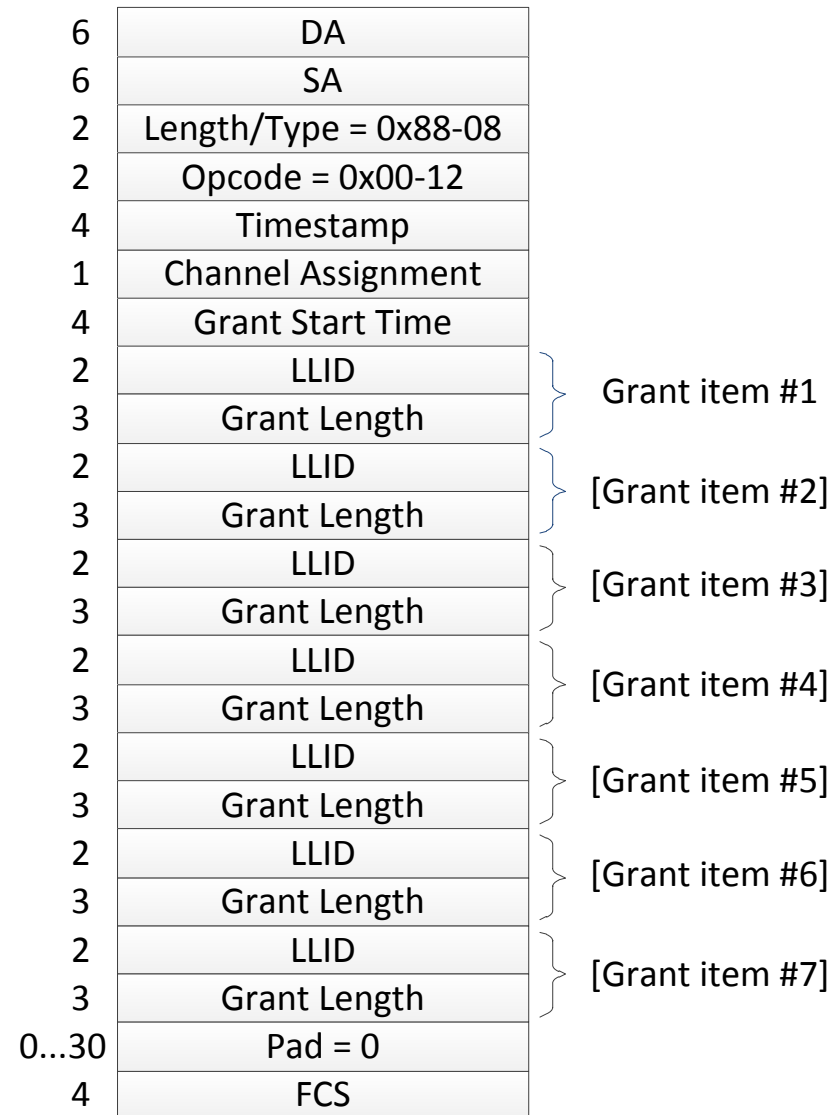 6 DA
6 SA
2 Length/Type = 0x88-08
2 Opcode = 0x00-12
4 Timestamp
1 Channel Assignment
4 Grant Start Time
2 LLID
Grant item #1
3 Grant Length
2 LLID
[Grant item #2]
3 Grant Length
2 LLID
[Grant item #3]
3 Grant Length
2 LLID
[Grant item #4]
3 Grant Length
2 LLID
[Grant item #5]
3 Grant Length
2 LLID
[Grant item #6]
3 Grant Length
2 LLID
[Grant item #7]
3 Grant Length
0...30 Pad = 0
4 FCS